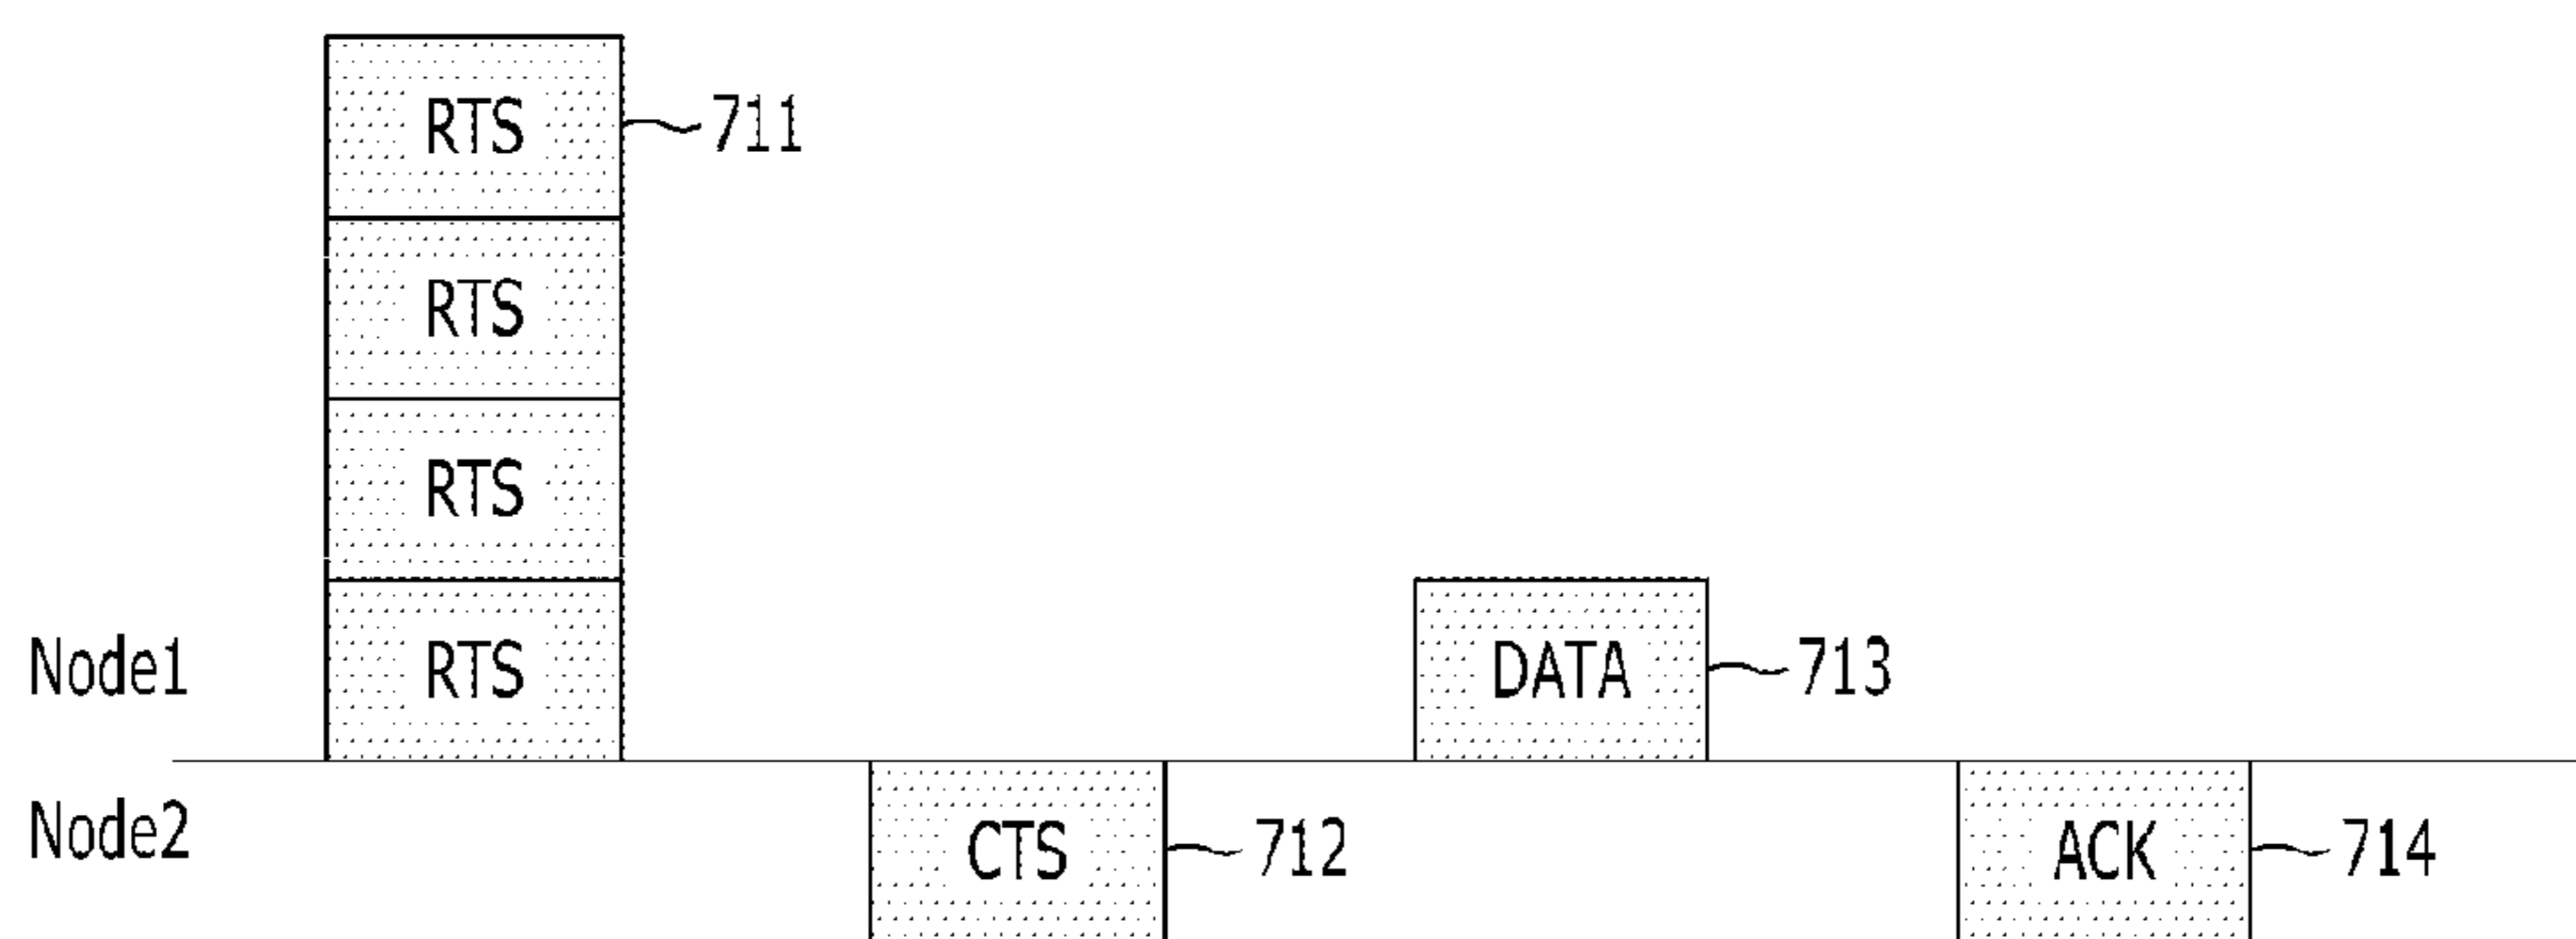 RTS 711
RTS
RTS
Node1 RTS DATA 713
Node2 CTS 712 ACK 714